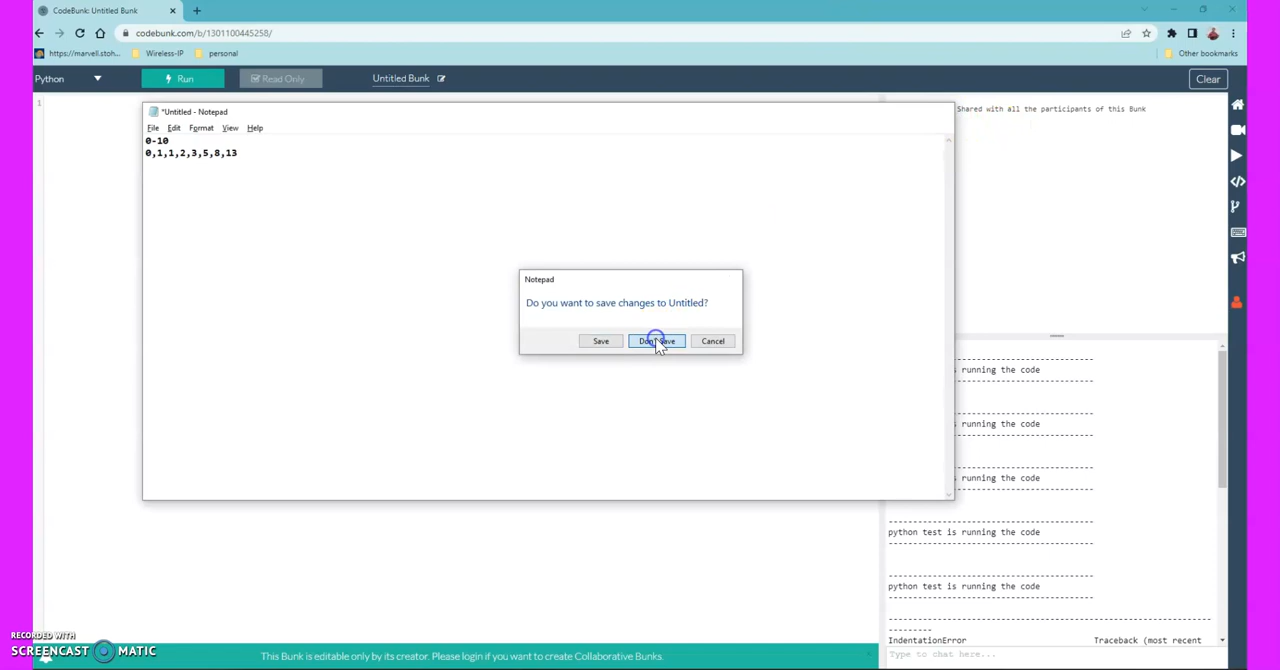 CodeBunk: Untitled Bunk
codebunk.com/b/1301100445258/
https://marvell.stoh... Wireless-IP personal Other bookmarks
Python Run Read Only Untitled Bunk Clear
1
Shared with all the participants of this Bunk
*Untitled - Notepad
File Edit Format View Help
0-10
0,1,1,2,3,5,8,13
Notepad
Do you want to save changes to Untitled?
Save Don't Save Cancel
s running the code
s running the code
s running the code
python test is running the code
python test is running the code
IndentationError Traceback (most recent
Type to chat here...
This Bunk is editable only by its creator. Please login if you want to create Collaborative Bunks.
RECORDED WITH
SCREENCAST MATIC